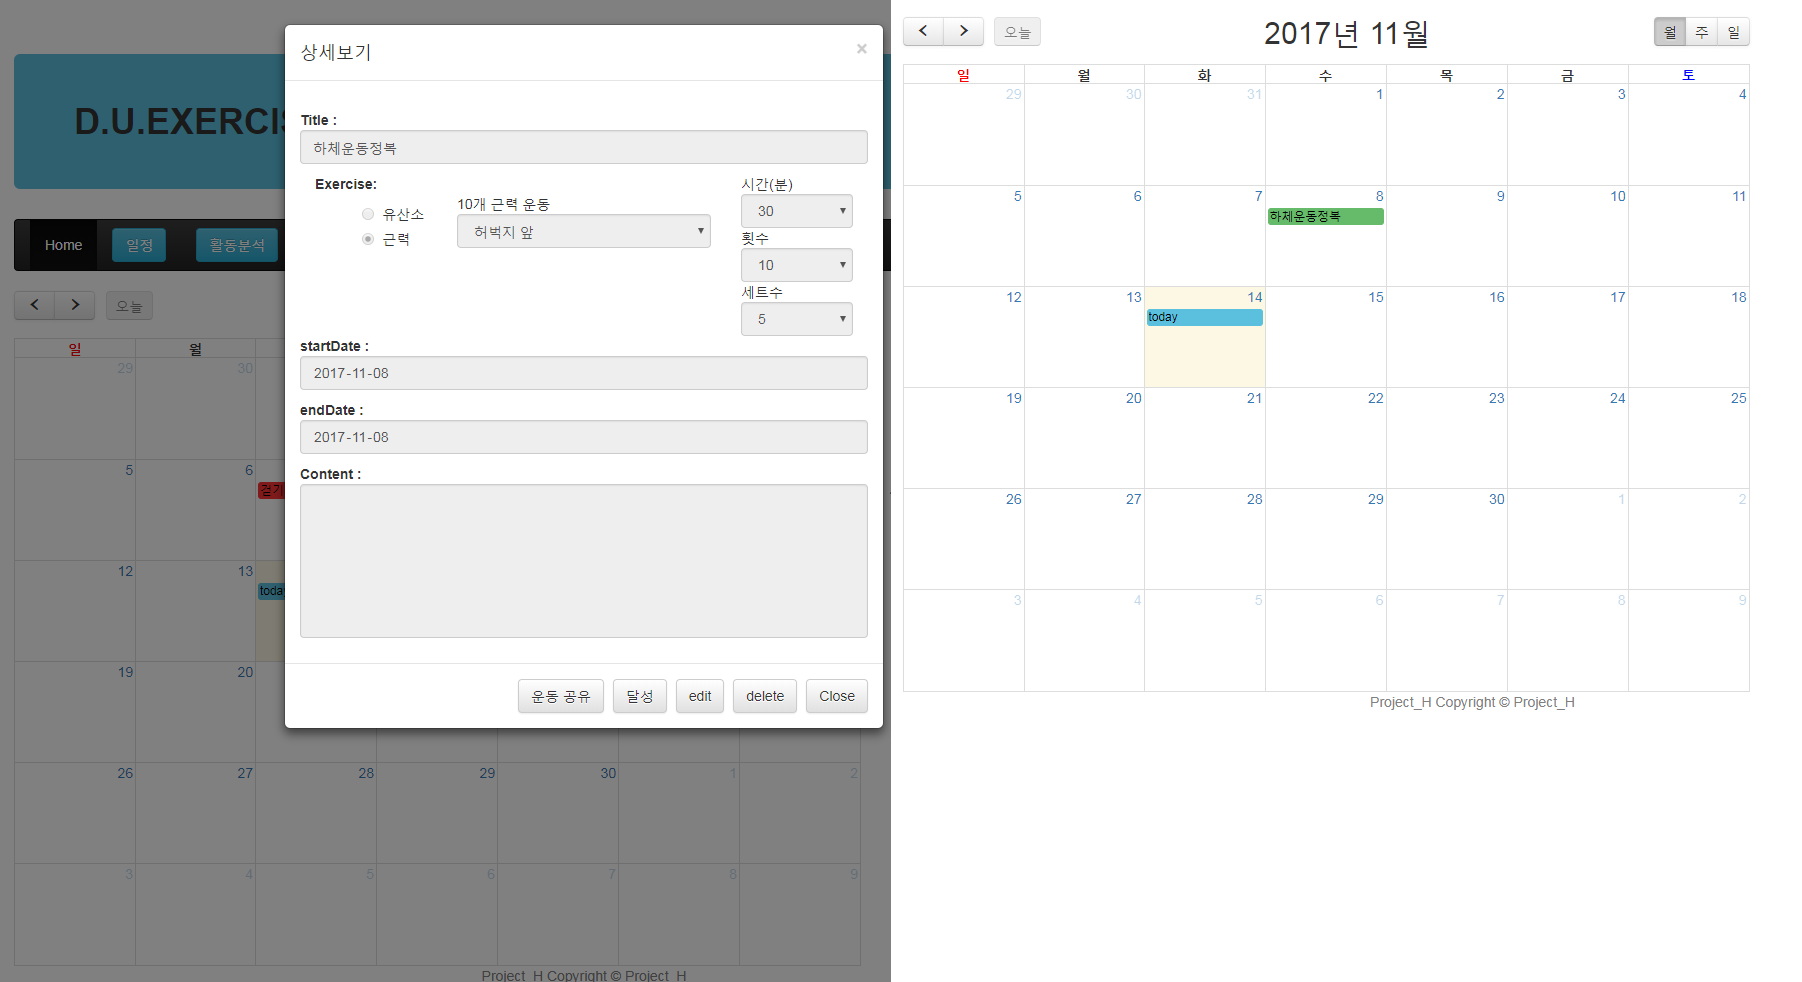 상세보기 ×
D.U.EXERCIS
Title :
하체운동정복
Exercise:
유산소
근력
10개 근력 운동
허벅지 앞
시간(분)
30
횟수
10
세트수
5
startDate :
2017-11-08
endDate :
2017-11-08
Content :
운동 공유 달성 edit delete Close
Home 일정 활동분석
오늘
일 월
29 30
5 6
걷기
12 13
today
19 20
26 27 28 29 30 1 2
3 4 5 6 7 8 9
Project_H Copyright © Project_H
오늘 2017년 11월 월 주 일
일 월 화 수 목 금 토
29 30 31 1 2 3 4
5 6 7 8 9 10 11
하체운동정복
12 13 14 15 16 17 18
today
19 20 21 22 23 24 25
26 27 28 29 30 1 2
3 4 5 6 7 8 9
Project_H Copyright © Project_H